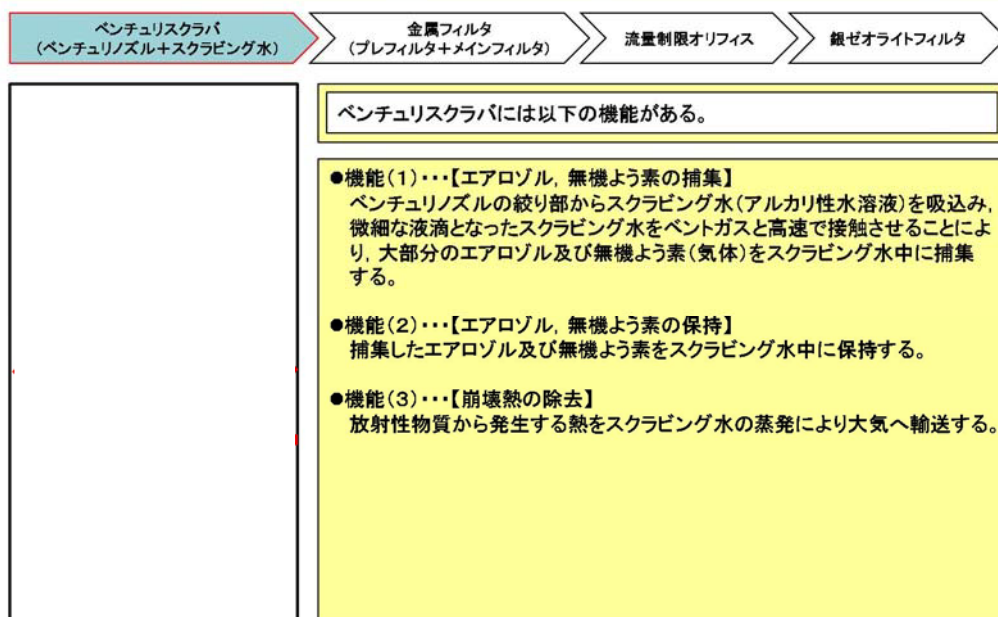 ベンチュリスクラバ
(ベンチュリノズル＋スクラビング水)
金属フィルタ
(プレフィルタ＋メインフィルタ)
流量制限オリフィス
銀ゼオライトフィルタ
ベンチュリスクラバには以下の機能がある。
●機能(1)･･･【エアロゾル，無機よう素の捕集】
ベンチュリノズルの絞り部からスクラビング水(アルカリ性水溶液)を吸込み，
微細な液滴となったスクラビング水をベントガスと高速で接触させることによ
り，大部分のエアロゾル及び無機よう素(気体)をスクラビング水中に捕集
する。
●機能(2)･･･【エアロゾル，無機よう素の保持】
捕集したエアロゾル及び無機よう素をスクラビング水中に保持する。
●機能(3)･･･【崩壊熱の除去】
放射性物質から発生する熱をスクラビング水の蒸発により大気へ輸送する。